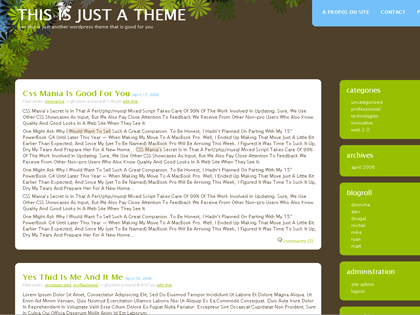 THIS IS JUST A THEME
just another wordpress theme that is good for you
A PROPOS DU SITE
CONTACT
Css Mania Is Good For You
April 17, 2006
edit this
CSS Mania's Secret Is In That A Perl/php/mysql Mixed Script Takes Care Of 99% Of The Work Involved In Updating. Sure, We Use
Other CSS Showcases As Input, But We Also Pay Close Attention To Feedback We Receive From Other Non-pro Users Who Also Know
Quality And Good Looks In A Web Site When They See It.
One Might Ask Why I Would Want To Sell Such A Great Companion. To Be Honest, I Hadn't Planned On Parting With My 15"
PowerBook G4 Until Later This Year — When Making My Move To A MacBook Pro. Well, I Ended Up Making That Move Just A Little Bit
Earlier Than Expected, And Since My (yet To Be Named) MacBook Pro Will Be Arriving This Week, I Figured It Was Time To Suck It Up,
Dry My Tears And Prepare Her For A New Home... CSS Mania's Secret Is In That A Perl/php/mysql Mixed Script Takes Care Of 99%
Of The Work Involved In Updating. Sure, We Use Other CSS Showcases As Input, But We Also Pay Close Attention To Feedback We
Receive From Other Non-pro Users Who Also Know Quality And Good Looks In A Web Site When They See It.
One Might Ask Why I Would Want To Sell Such A Great Companion. To Be Honest, I Hadn't Planned On Parting With My 15"
PowerBook G4 Until Later This Year — When Making My Move To A MacBook Pro. Well, I Ended Up Making That Move Just A Little Bit
Earlier Than Expected, And Since My (yet To Be Named) MacBook Pro Will Be Arriving This Week, I Figured It Was Time To Suck It Up,
Dry My Tears And Prepare Her For A New Home...
CSS Mania's Secret Is In That A Perl/php/mysql Mixed Script Takes Care Of 99% Of The Work Involved In Updating. Sure, We Use
Other CSS Showcases As Input, But We Also Pay Close Attention To Feedback We Receive From Other Non-pro Users Who Also Know
Quality And Good Looks In A Web Site When They See It.
One Might Ask Why I Would Want To Sell Such A Great Companion. To Be Honest, I Hadn't Planned On Parting With My 15"
PowerBook G4 Until Later This Year — When Making My Move To A MacBook Pro. Well, I Ended Up Making That Move Just A Little Bit
Earlier Than Expected, And Since My (yet To Be Named) MacBook Pro Will Be Arriving This Week, I Figured It Was Time To Suck It Up,
Dry My Tears And Prepare Her For A New Home...
comments (2)
Yes Thid Is Me And It Me
April 16, 2006
edit this
Lorem Ipsum Dolor Sit Amet, Consectetur Adipisicing Elit, Sed Do Eiusmod Tempor Incididunt Ut Labore Et Dolore Magna Aliqua. Ut
Enim Ad Minim Veniam, Quis Nostrud Exercitation Ullamco Laboris Nisi Ut Aliquip Ex Ea Commodo Consequat. Duis Aute Irure Dolor
In Reprehenderit In Voluptate Velit Esse Cillum Dolore Eu Fugiat Nulla Pariatur. Excepteur Sint Occaecat Cupidatat Non Proident, Sunt
In Culpa Qui Officia Deserunt Mollit Anim Id Est Laborum.
categories
uncategorised
professional
technologies
innovative
web 2.0
archives
april 2006
blogroll
donncha
alex
dougal
michel
mike
ryan
matt
administration
site admin
logout